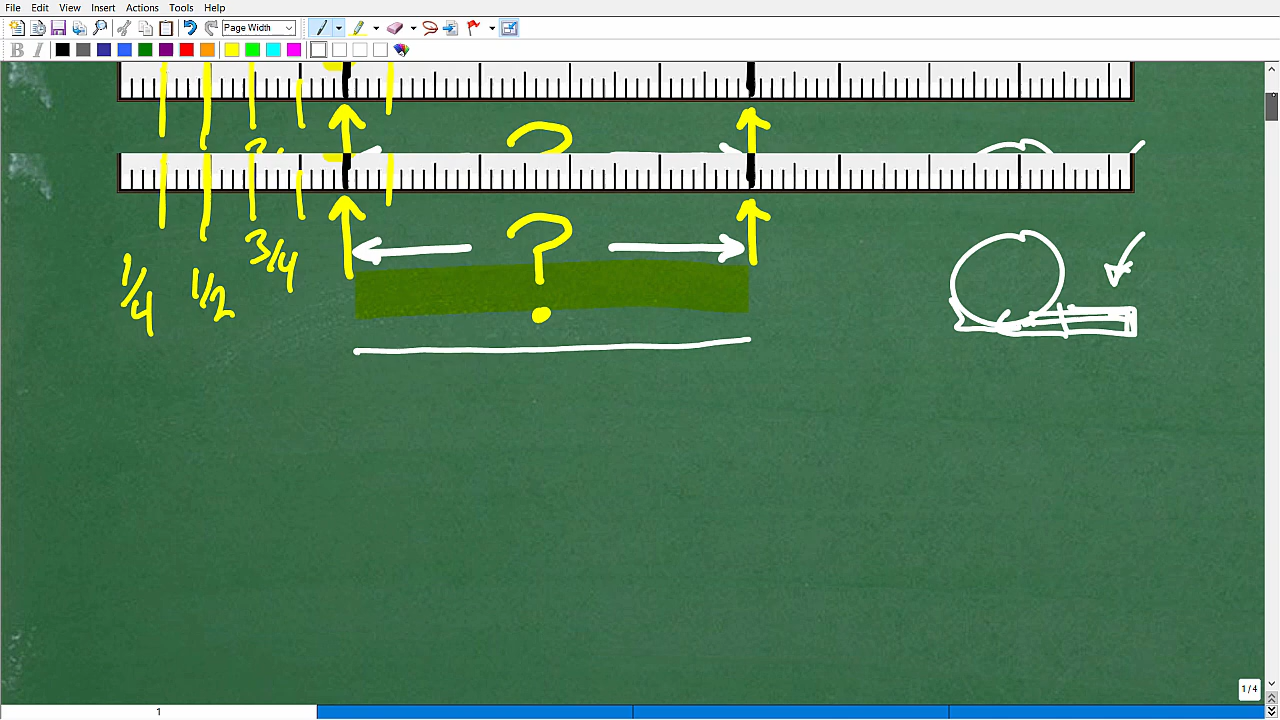 File Edit View Insert Actions Tools Help
Page Width
B I
?
?
1/4 1/2 3/4
1/4
1